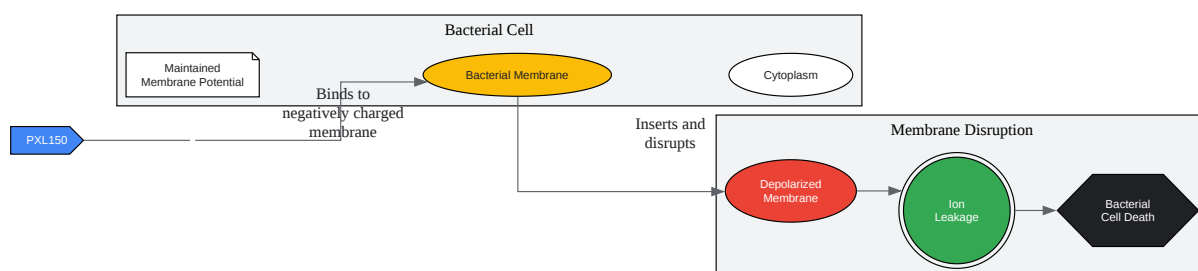 Bacterial Cell
Maintained
Membrane Potential
Bacterial Membrane
Cytoplasm
Binds to
negatively charged
membrane
PXL150
Inserts and
disrupts
Membrane Disruption
Depolarized
Membrane
Ion
Leakage
Bacterial
Cell Death